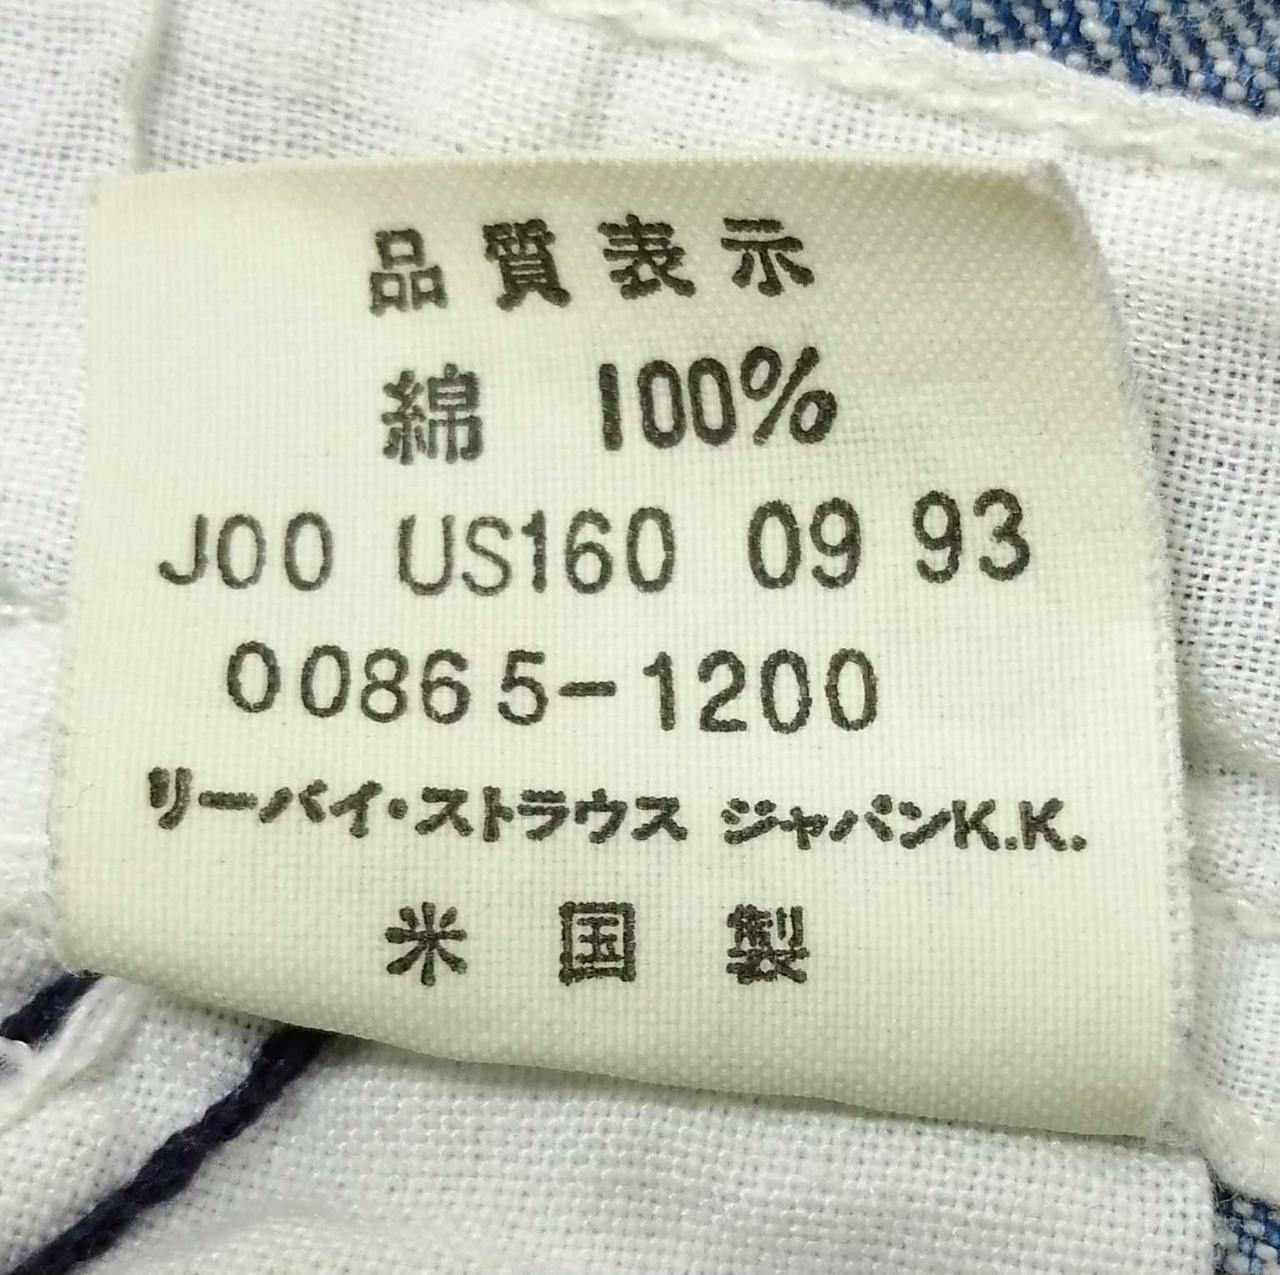 品質表示
綿 100%
J00 US160 09 93
00865-1200
リーバイ・ストラウス ジャパンK.K.
米国製